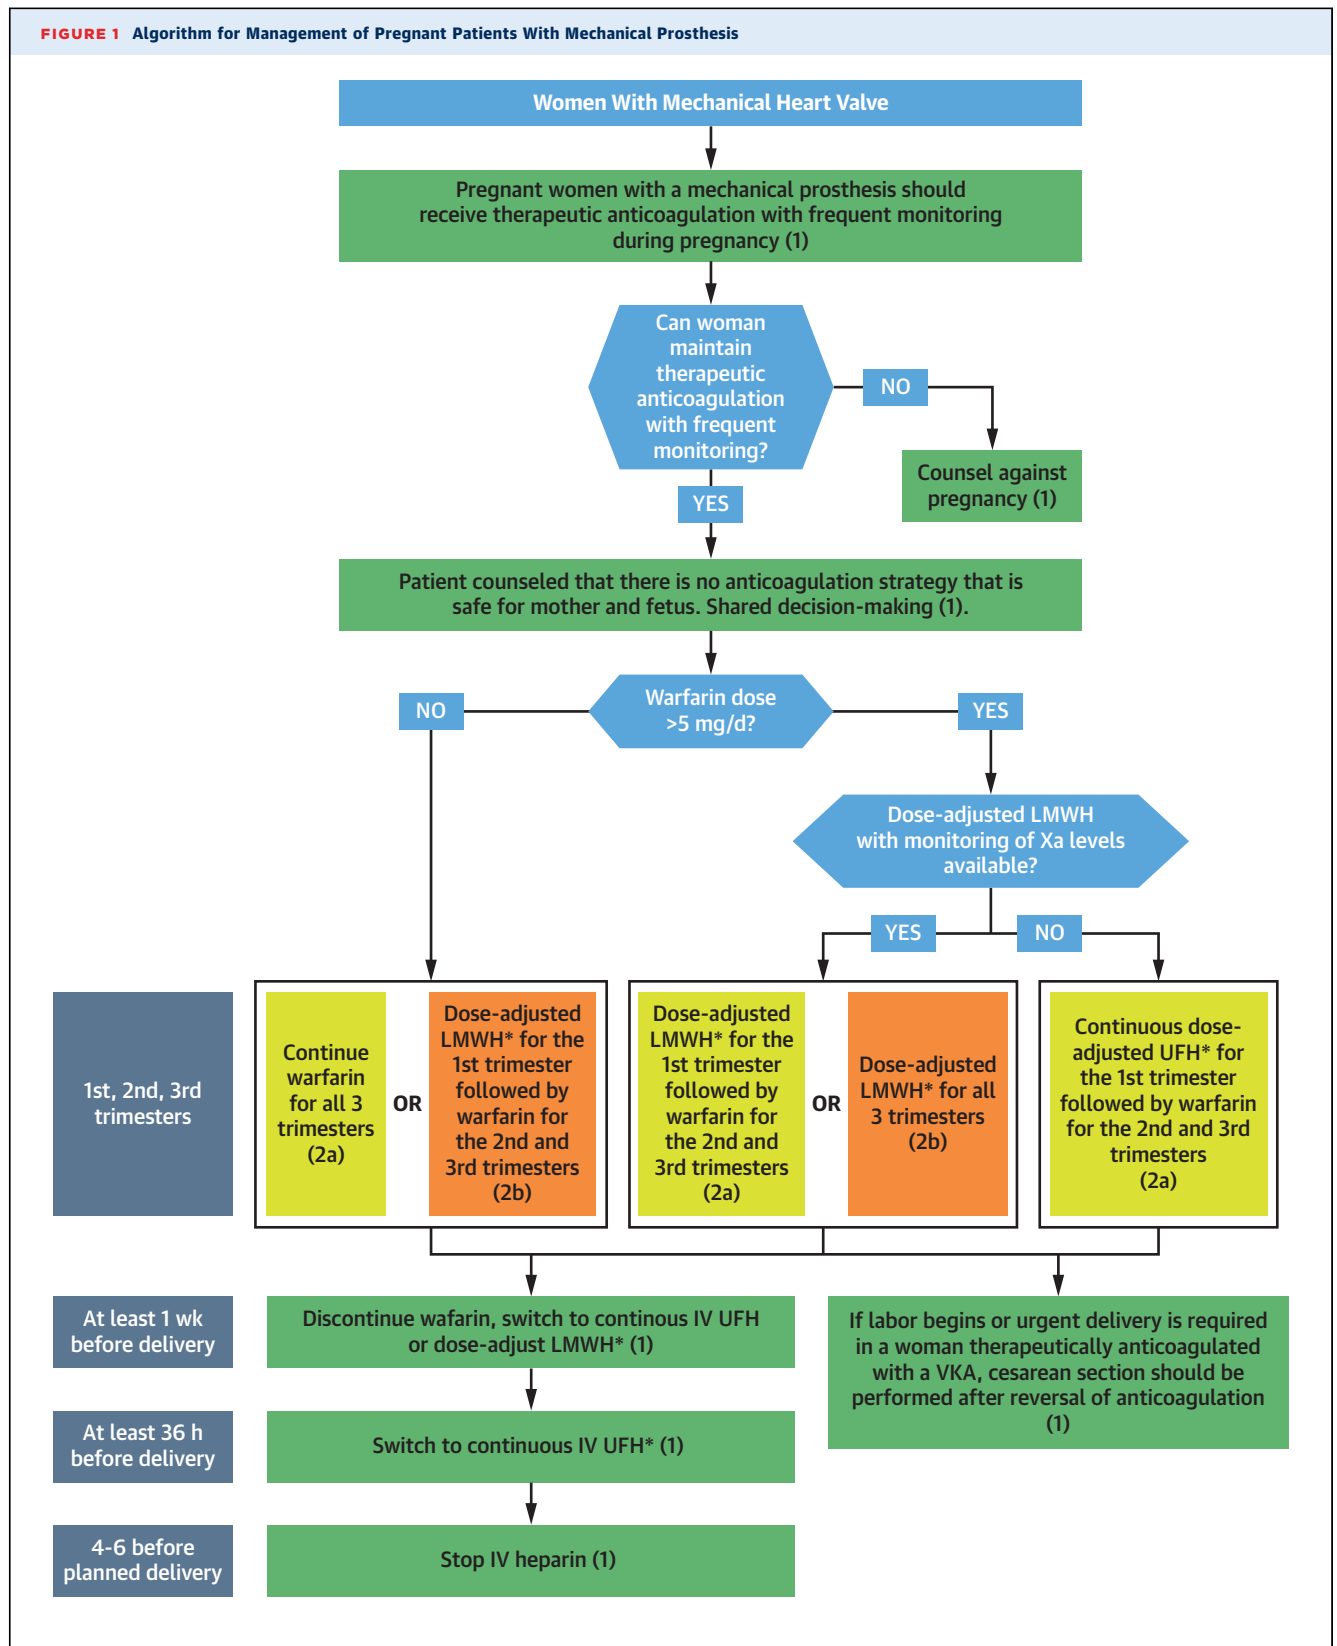 FIGURE 1 Algorithm for Management of Pregnant Patients With Mechanical Prosthesis
Women With Mechanical Heart Valve
Pregnant women with a mechanical prosthesis should
receive therapeutic anticoagulation with frequent monitoring
during pregnancy (1)
Can woman
maintain
therapeutic
anticoagulation
with frequent
monitoring?
NO
Counsel against
pregnancy (1)
YES
Patient counseled that there is no anticoagulation strategy that is
safe for mother and fetus. Shared decision-making (1).
Warfarin dose
>5 mg/d?
NO
YES
Dose-adjusted LMWH
with monitoring of Xa levels
available?
YES
NO
1st, 2nd, 3rd
trimesters
Continue
warfarin
for all 3
trimesters
(2a)
OR
Dose-adjusted
LMWH* for the
1st trimester
followed by
warfarin for
the 2nd and
3rd trimesters
(2b)
Dose-adjusted
LMWH* for the
1st trimester
followed by
warfarin for
the 2nd and
3rd trimesters
(2a)
OR
Dose-adjusted
LMWH* for all
3 trimesters
(2b)
Continuous dose-
adjusted UFH* for
the 1st trimester
followed by warfarin
for the 2nd and 3rd
trimesters
(2a)
At least 1 wk
before delivery
Discontinue wafarin, switch to continous IV UFH
or dose-adjust LMWH* (1)
If labor begins or urgent delivery is required
in a woman therapeutically anticoagulated
with a VKA, cesarean section should be
performed after reversal of anticoagulation
(1)
At least 36 h
before delivery
Switch to continuous IV UFH* (1)
4-6 before
planned delivery
Stop IV heparin (1)